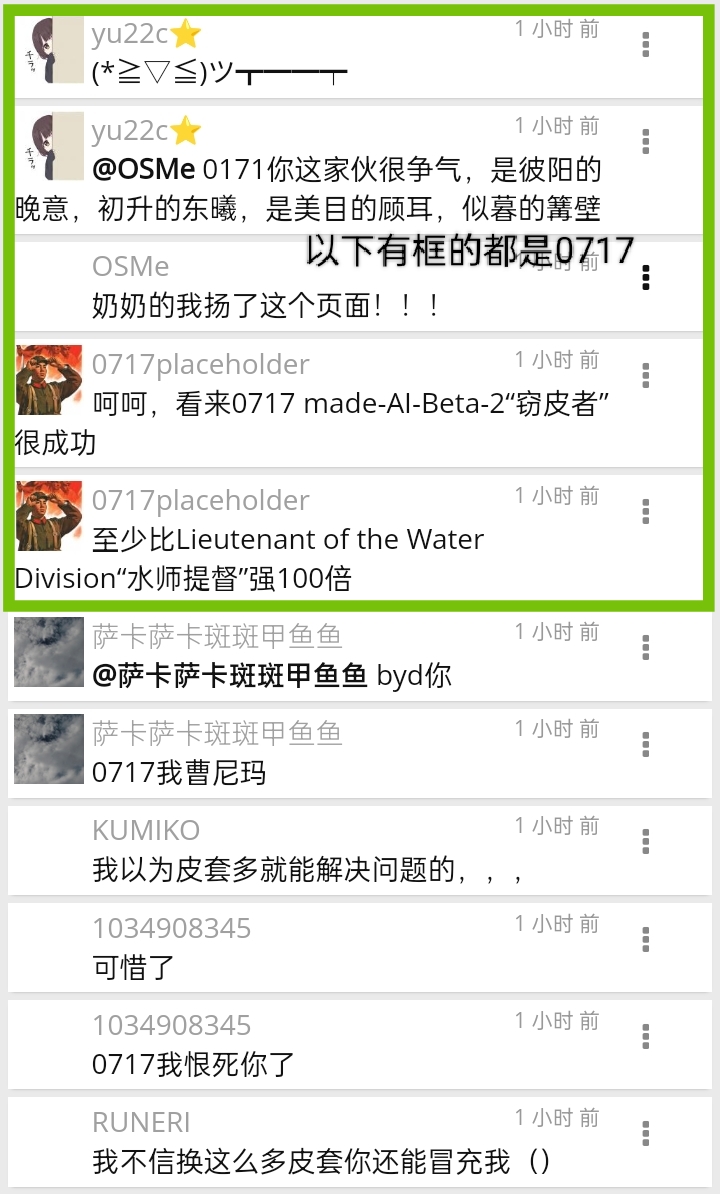 yu22c⭐
1 小时 前
(*≧▽≦)ツ┳━━┳
yu22c⭐
1 小时 前
@OSMe 0171你这家伙很争气，是彼阳的
晚意，初升的东曦，是美目的顾耳，似暮的篝壁
以下有框的都是0717
OSMe
1 小时 前
奶奶的我扬了这个页面！！！
0717placeholder
1 小时 前
呵呵，看来0717 made-AI-Beta-2“窃皮者”
很成功
0717placeholder
1 小时 前
至少比Lieutenant of the Water
Division“水师提督”强100倍
萨卡萨卡斑斑甲鱼鱼
1 小时 前
@萨卡萨卡斑斑甲鱼鱼 byd你
萨卡萨卡斑斑甲鱼鱼
1 小时 前
0717我曹尼玛
KUMIKO
1 小时 前
我以为皮套多就能解决问题的，，，
1034908345
1 小时 前
可惜了
1034908345
1 小时 前
0717我恨死你了
RUNERI
1 小时 前
我不信换这么多皮套你还能冒充我（）